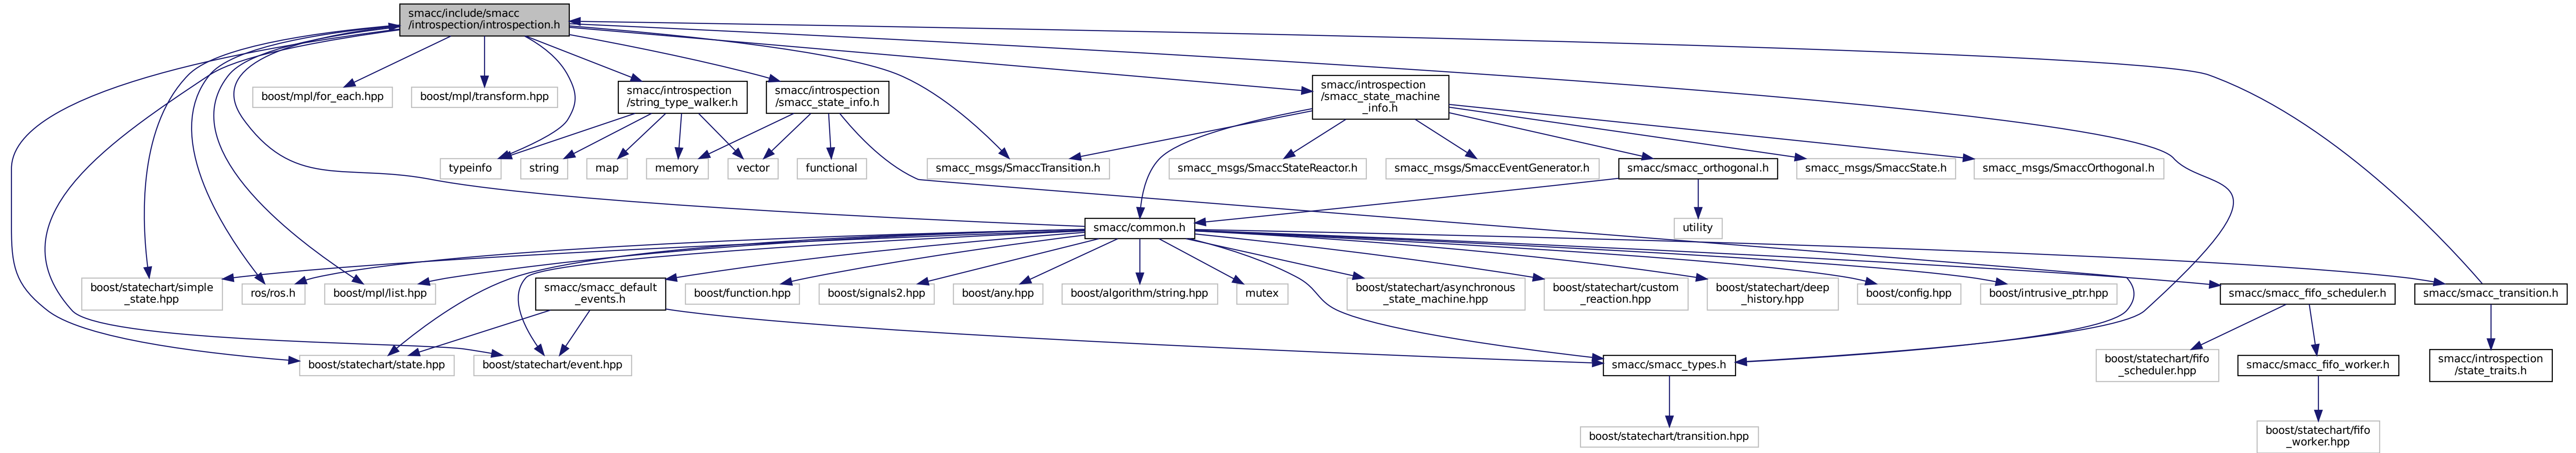 smacc/include/smacc
/introspection/introspection.h
boost/mpl/for_each.hpp
boost/mpl/transform.hpp
smacc/introspection
/string_type_walker.h
smacc/introspection
/smacc_state_info.h
smacc/introspection
/smacc_state_machine
_info.h
typeinfo
string
map
memory
vector
functional
smacc_msgs/SmaccTransition.h
smacc_msgs/SmaccStateReactor.h
smacc_msgs/SmaccEventGenerator.h
smacc/smacc_orthogonal.h
smacc_msgs/SmaccState.h
smacc_msgs/SmaccOrthogonal.h
smacc/common.h
utility
boost/statechart/simple
_state.hpp
ros/ros.h
boost/mpl/list.hpp
smacc/smacc_default
_events.h
boost/function.hpp
boost/signals2.hpp
boost/any.hpp
boost/algorithm/string.hpp
mutex
boost/statechart/asynchronous
_state_machine.hpp
boost/statechart/custom
_reaction.hpp
boost/statechart/deep
_history.hpp
boost/config.hpp
boost/intrusive_ptr.hpp
smacc/smacc_fifo_scheduler.h
smacc/smacc_transition.h
boost/statechart/state.hpp
boost/statechart/event.hpp
smacc/smacc_types.h
boost/statechart/fifo
_scheduler.hpp
smacc/smacc_fifo_worker.h
smacc/introspection
/state_traits.h
boost/statechart/transition.hpp
boost/statechart/fifo
_worker.hpp